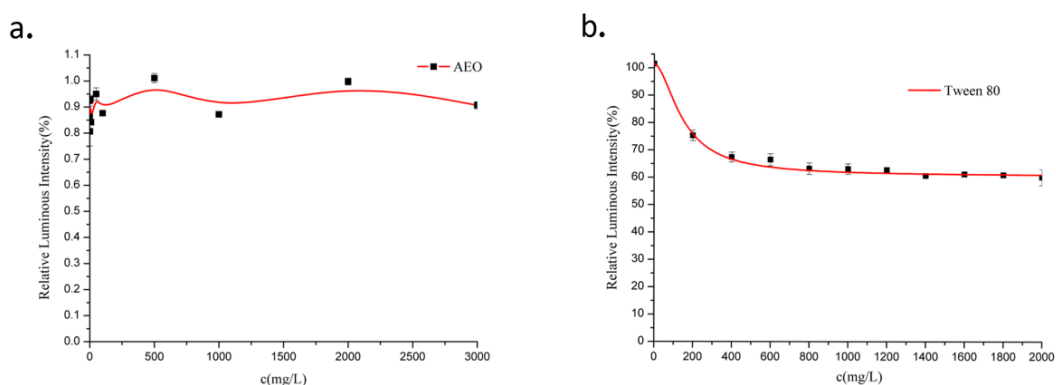 a.
1.1
1.0
0.9
0.8
0.7
0.6
0.5
0.4
0.3
0.2
0.1
0.0
Relative Luminous Intensity(%)
AEO
0 500 1000 1500 2000 2500 3000
c(mg/L)
b.
100
90
80
70
60
50
40
30
20
10
0
Relative Luminous Intensity(%)
Tween 80
0 200 400 600 800 1000 1200 1400 1600 1800 2000
c(mg/L)